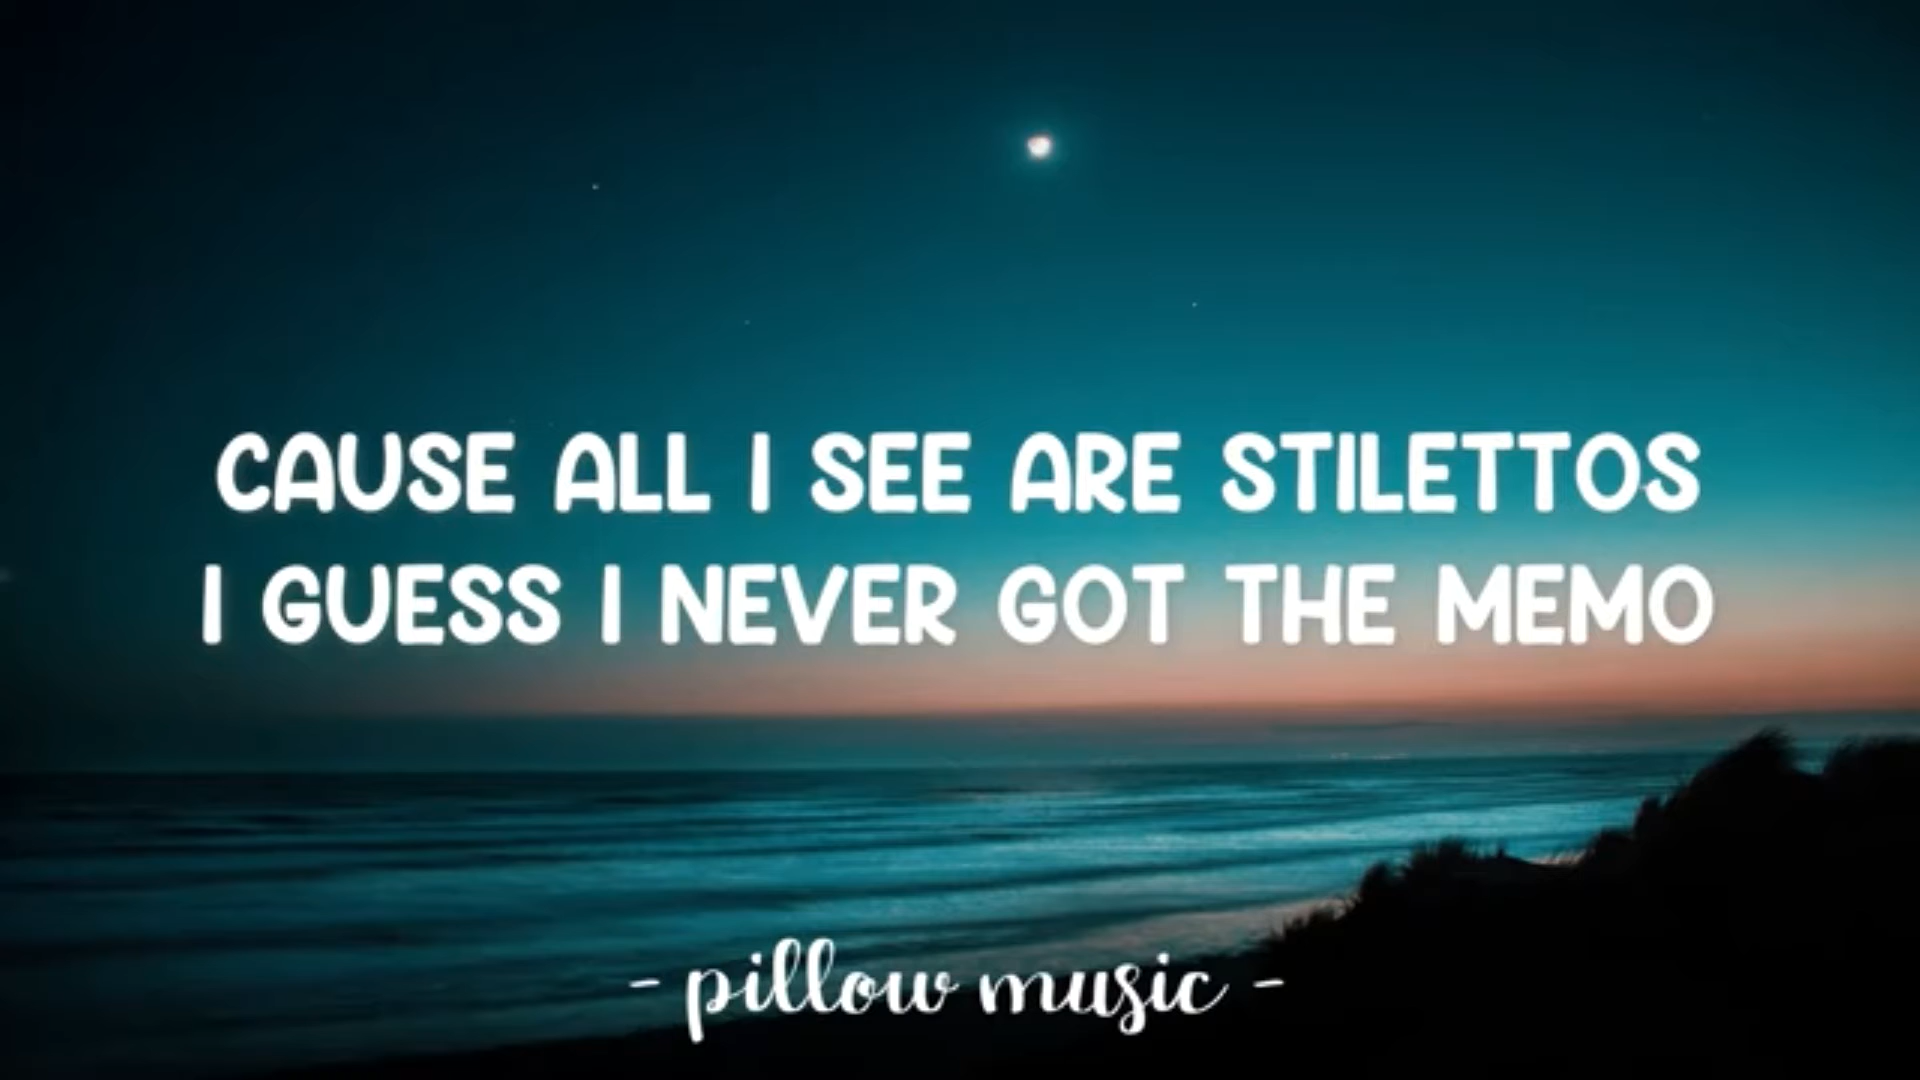 CAUSE ALL I SEE ARE STILETTOS
I GUESS I NEVER GOT THE MEMO
- pillow music -